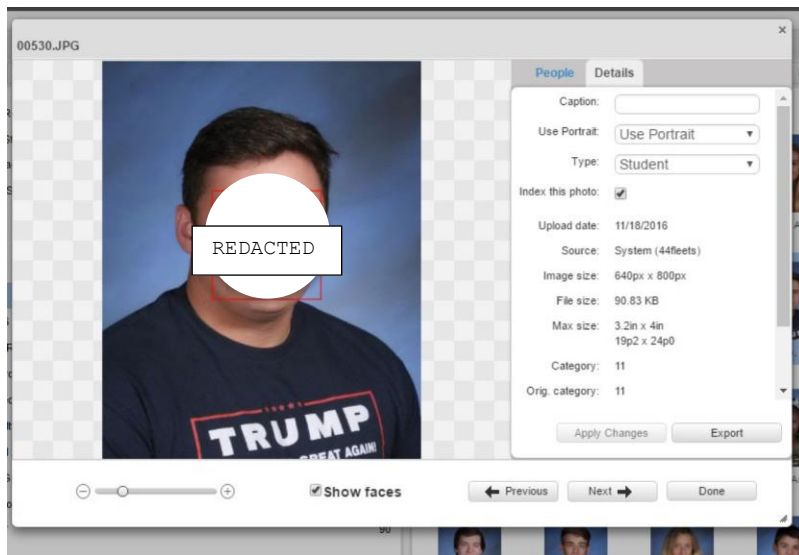 00530.JPG
×
People Details
Caption:
Use Portrait: Use Portrait
Type: Student
Index this photo:
Upload date: 11/18/2016
Source: System (44fleets)
Image size: 640px x 800px
File size: 90.83 KB
Max size: 3.2in x 4in
19p2 x 24p0
Category: 11
Orig. category: 11
REDACTED
TRUMP
GREAT AGAIN!
Apply Changes Export
Show faces
Previous Next Done
90